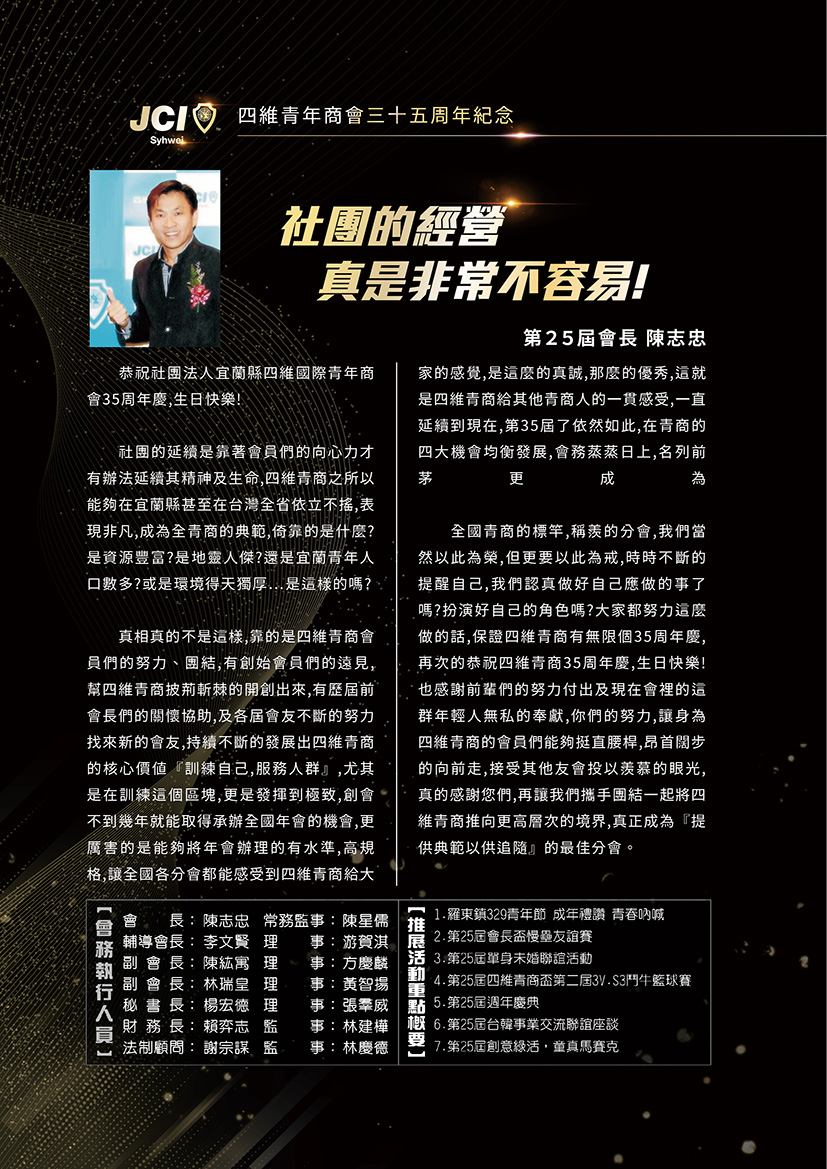 JCI
Syhwei
四維青年商會三十五周年紀念
社團的經營
真是非常不容易!
第25屆會長 陳志忠
恭祝社團法人宜蘭縣四維國際青年商
會35周年慶,生日快樂!
社團的延續是靠著會員們的向心力才
有辦法延續其精神及生命,四維青商之所以
能夠在宜蘭縣甚至在台灣全省依立不搖,表
現非凡,成為全青商的典範,倚靠的是什麼?
是資源豐富?是地靈人傑?還是宜蘭青年人
口數多?或是環境得天獨厚...是這樣的嗎?
真相真的不是這樣,靠的是四維青商會
員們的努力、團結,有創始會員們的遠見,
幫四維青商披荊斬棘的開創出來,有歷屆前
會長們的關懷協助,及各屆會友不斷的努力
找來新的會友,持續不斷的發展出四維青商
的核心價值『訓練自己,服務人群』,尤其
是在訓練這個區塊,更是發揮到極致,創會
不到幾年就能取得承辦全國年會的機會,更
厲害的是能夠將年會辦理的有水準,高規
格,讓全國各分會都能感受到四維青商給大
家的感覺,是這麼的真誠,那麼的優秀,這就
是四維青商給其他青商人的一貫感受,一直
延續到現在,第35屆了依然如此,在青商的
四大機會均衡發展,會務蒸蒸日上,名列前
茅更成為
全國青商的標竿,稱羨的分會,我們當
然以此為榮,但更要以此為戒,時時不斷的
提醒自己,我們認真做好自己應做的事了
嗎?扮演好自己的角色嗎?大家都努力這麼
做的話,保證四維青商有無限個35周年慶,
再次的恭祝四維青商35周年慶,生日快樂!
也感謝前輩們的努力付出及現在會裡的這
群年輕人無私的奉獻,你們的努力,讓身為
四維青商的會員們能夠挺直腰桿,昂首闊步
的向前走,接受其他友會投以羨慕的眼光,
真的感謝您們,再讓我們攜手團結一起將四
維青商推向更高層次的境界,真正成為『提
供典範以供追隨』的最佳分會。
【會務執行人員】
會長:陳志忠 常務監事:陳星儒
輔導會長:李文賢 理事:游賀淇
副會長:陳紘寓 理事:方慶麟
副會長:林瑞皇 理事:黃智揚
秘書長:楊宏德 理事:張羣威
財務長:賴弈志 監事:林建樺
法制顧問:謝宗謀 監事:林慶德
【推展活動重點概要】
1.羅東鎮329青年節 成年禮讚 青春吶喊
2.第25屆會長盃慢壘友誼賽
3.第25屆單身未婚聯誼活動
4.第25屆四維青商盃第二屆3V.S3鬥牛籃球賽
5.第25屆週年慶典
6.第25屆台韓事業交流聯誼座談
7.第25屆創意綠活,童真馬賽克